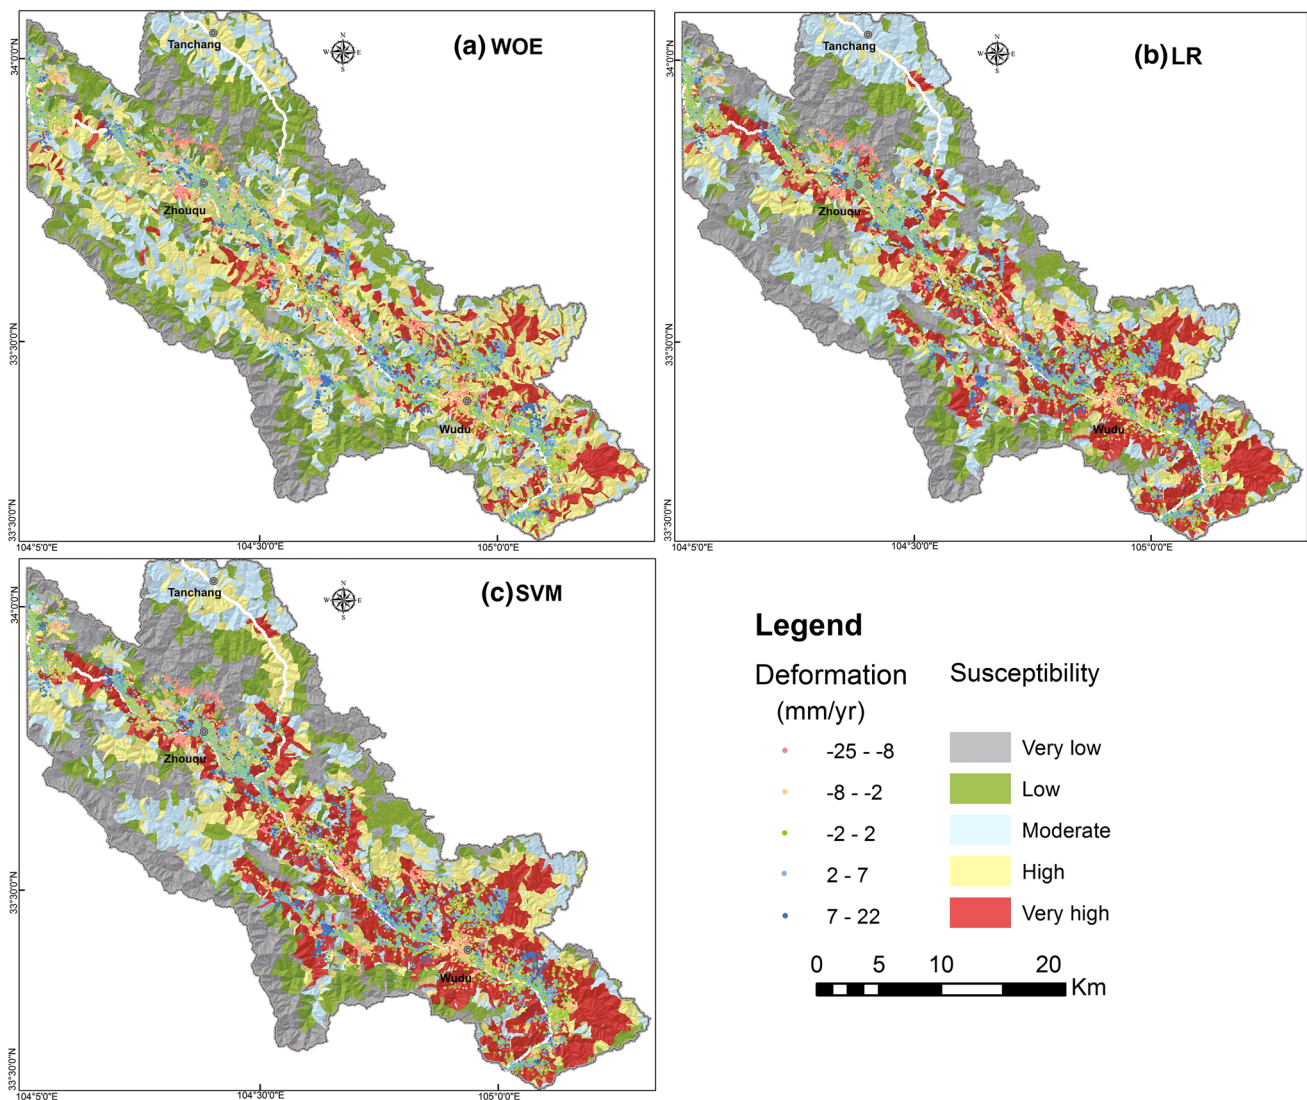 (a) WOE
Tanchang
Zhouqu
Wudu
N
W
E
S
34°0'0"N
33°30'0"N
33°30'0"N
104°5'0"E
104°30'0"E
105°0'0"E
(b) LR
Tanchang
Zhouqu
Wudu
N
W
E
S
34°0'0"N
33°30'0"N
33°30'0"N
104°5'0"E
104°30'0"E
105°0'0"E
(c) SVM
Tanchang
Zhouqu
Wudu
N
W
E
S
34°0'0"N
33°30'0"N
33°30'0"N
104°5'0"E
104°30'0"E
105°0'0"E
Legend
Deformation
(mm/yr)
-25 - -8
-8 - -2
-2 - 2
2 - 7
7 - 22
Susceptibility
Very low
Low
Moderate
High
Very high
0 5 10 20
Km